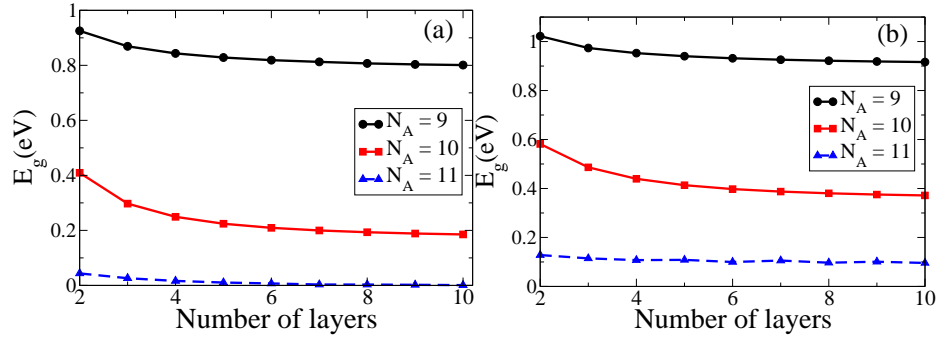 (a)
1
0.8
0.6
0.4
0.2
0
E_g(eV)
N_A = 9
N_A = 10
N_A = 11
2
4
6
8
10
Number of layers
(b)
1
0.8
0.6
0.4
0.2
0
E_g(eV)
N_A = 9
N_A = 10
N_A = 11
2
4
6
8
10
Number of layers